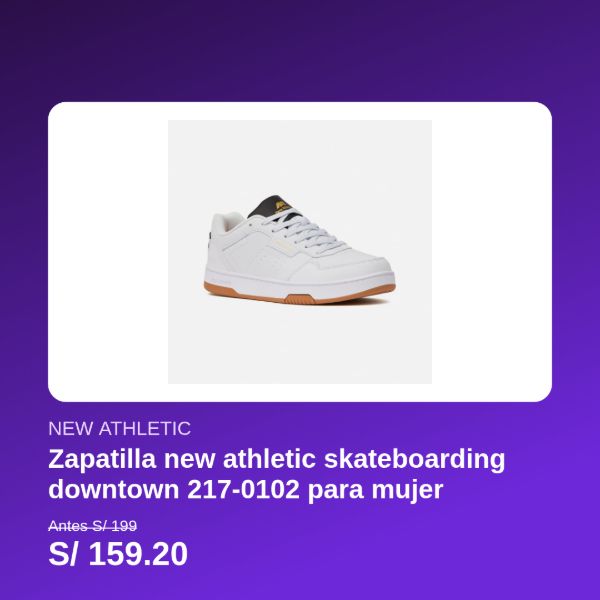 NEW ATHLETIC
Zapatilla new athletic skateboarding
downtown 217-0102 para mujer
Antes S/ 199
S/ 159.20